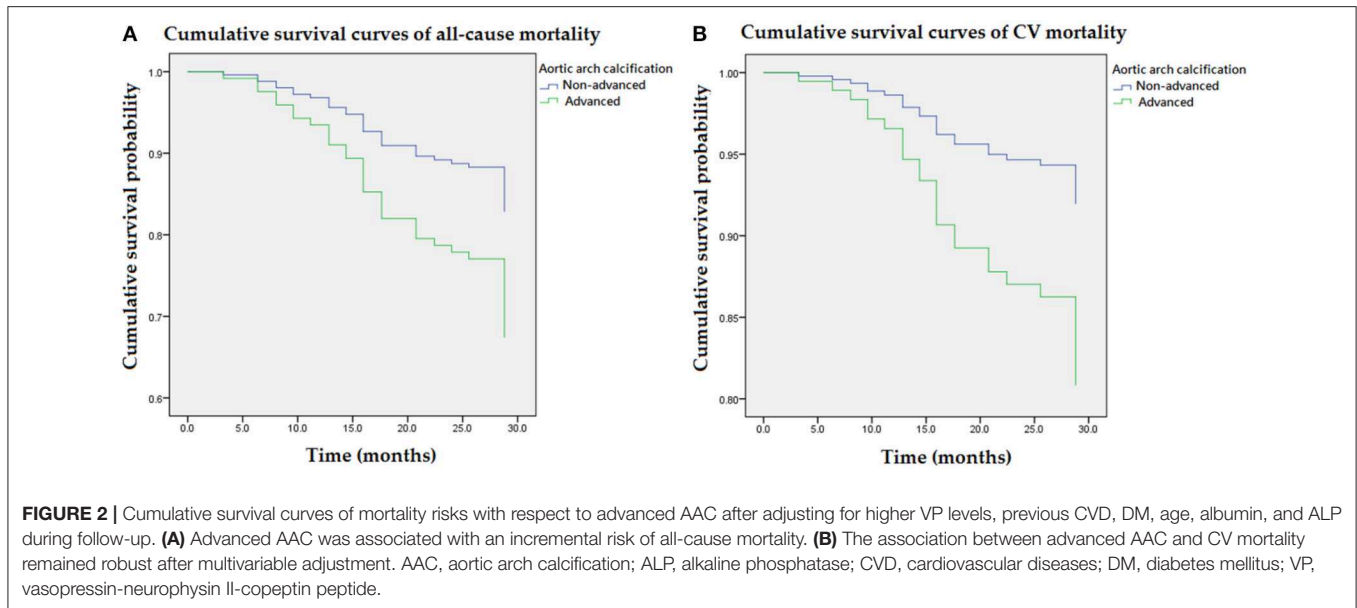 A Cumulative survival curves of all-cause mortality
Aortic arch calcification
Non-advanced
Advanced
Cumulative survival probability
1.0
0.9
0.8
0.7
0.6
0.0 5.0 10.0 15.0 20.0 25.0 30.0
Time (months)
B Cumulative survival curves of CV mortality
Aortic arch calcification
Non-advanced
Advanced
Cumulative survival probability
1.00
0.95
0.90
0.85
0.80
0.0 5.0 10.0 15.0 20.0 25.0 30.0
Time (months)
FIGURE 2 | Cumulative survival curves of mortality risks with respect to advanced AAC after adjusting for higher VP levels, previous CVD, DM, age, albumin, and ALP
during follow-up. (A) Advanced AAC was associated with an incremental risk of all-cause mortality. (B) The association between advanced AAC and CV mortality
remained robust after multivariable adjustment. AAC, aortic arch calcification; ALP, alkaline phosphatase; CVD, cardiovascular diseases; DM, diabetes mellitus; VP,
vasopressin-neurophysin II-copeptin peptide.